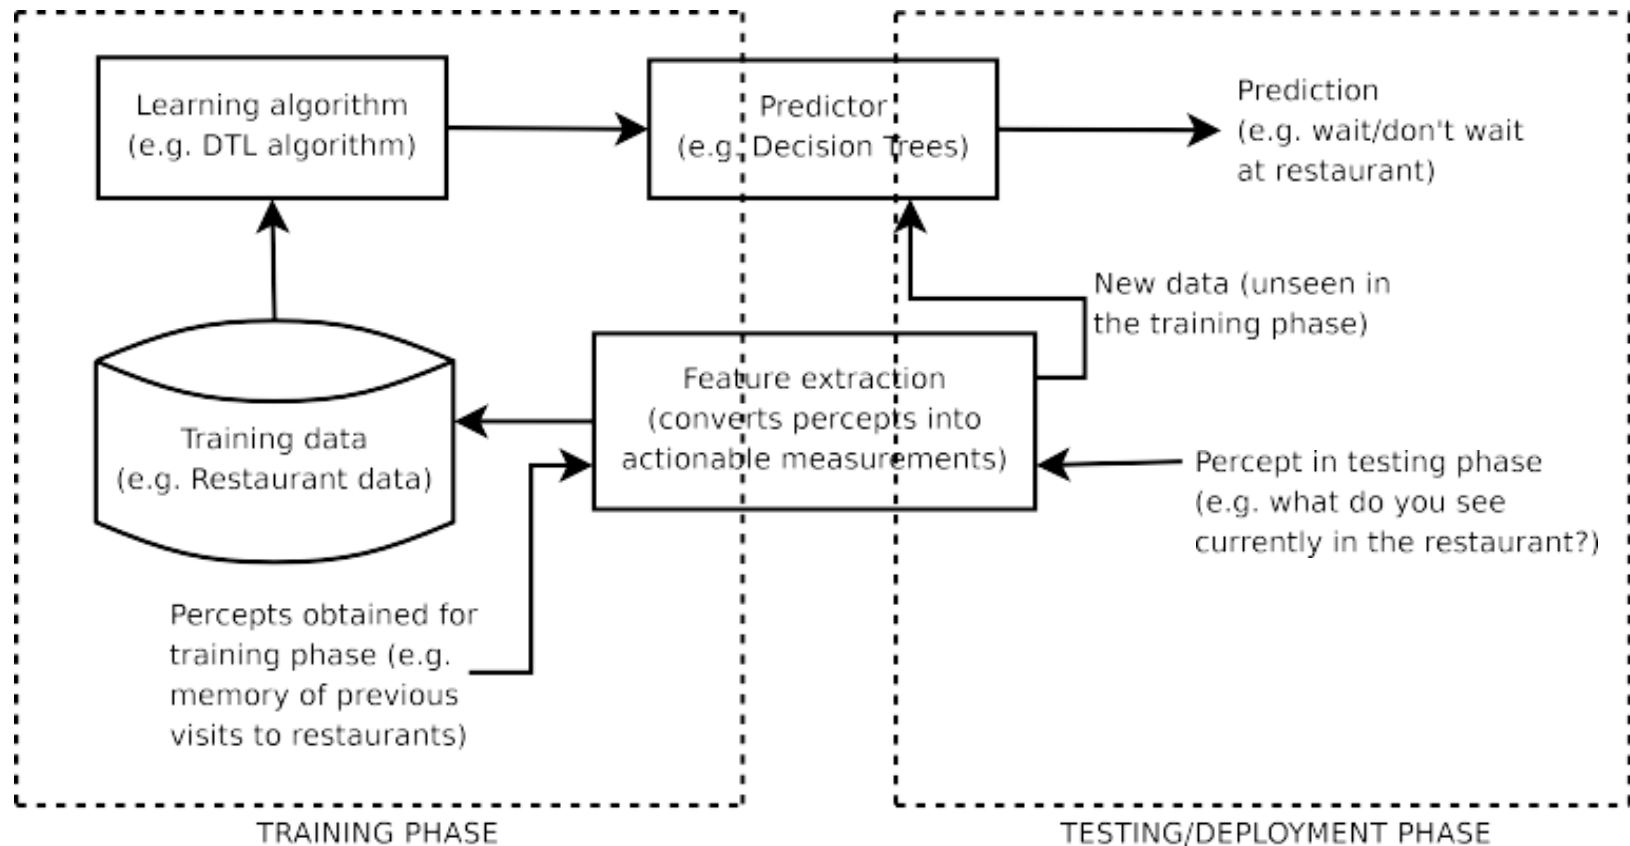 Learning algorithm
(e.g. DTL algorithm)
Predictor
(e.g. Decision Trees)
Prediction
(e.g. wait/don't wait
at restaurant)
New data (unseen in
the training phase)
Feature extraction
(converts percepts into
actionable measurements)
Training data
(e.g. Restaurant data)
Percept in testing phase
(e.g. what do you see
currently in the restaurant?)
Percepts obtained for
training phase (e.g.
memory of previous
visits to restaurants)
TRAINING PHASE
TESTING/DEPLOYMENT PHASE